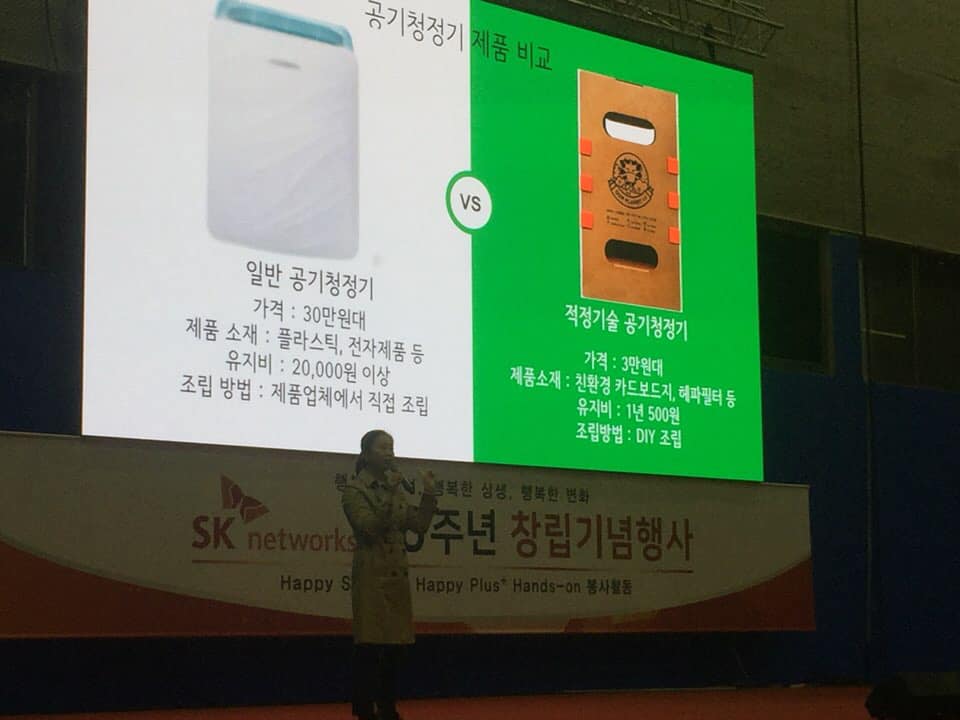 공기청정기 제품 비교
VS
일반 공기청정기
가격 : 30만원대
제품 소재 : 플라스틱, 전자제품 등
유지비 : 20,000원 이상
조립 방법 : 제품업체에서 직접 조립
적정기술 공기청정기
가격 : 3만원대
제품소재 : 친환경 카드보드지, 헤파필터 등
유지비 : 1년 500원
조립방법 : DIY 조립
행복한 상생, 행복한 변화
SK networks 주년 창립기념행사
Happy Happy Plus+ Hands-on 봉사활동